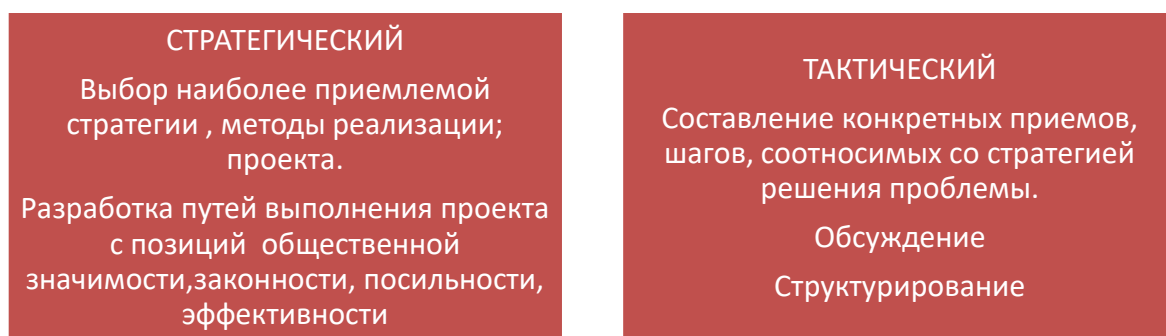 СТРАТЕГИЧЕСКИЙ
Выбор наиболее приемлемой
стратегии , методы реализации;
проекта.
Разработка путей выполнения проекта
с позиций общественной
значимости,законности, посильности,
эффективности
ТАКТИЧЕСКИЙ
Составление конкретных приемов,
шагов, соотносимых со стратегией
решения проблемы.
Обсуждение
Структурирование